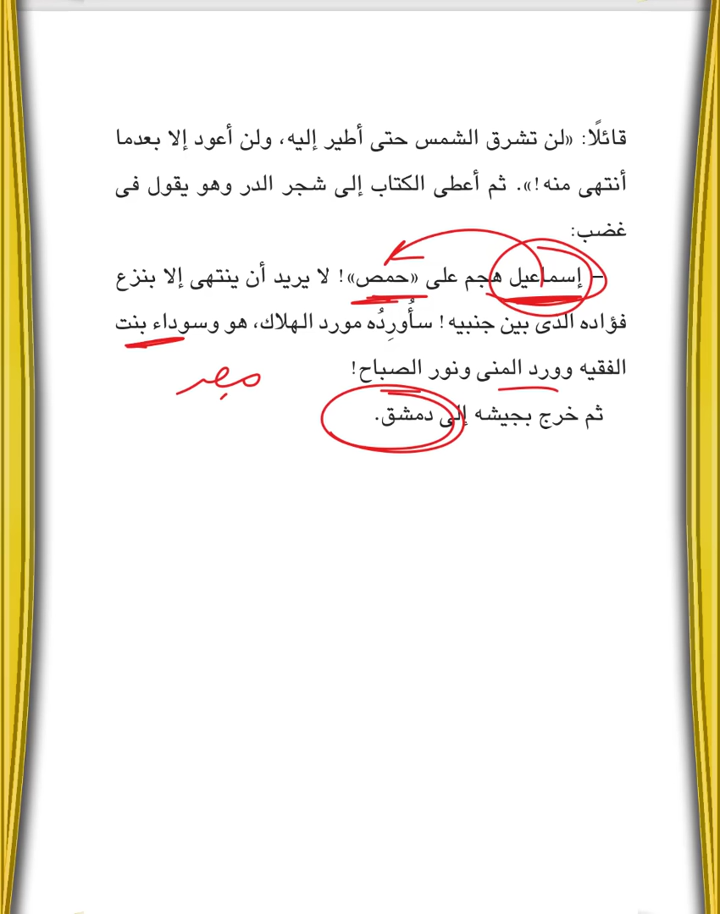 قائلًا: «لن تشرق الشمس حتى أطير إليه، ولن أعود إلا بعدما
أنتهى منه!». ثم أعطى الكتاب إلى شجر الدر وهو يقول فى
غضب:
– إسماعيل هجم على «حمص»! لا يريد أن ينتهى إلا بنزع
فؤاده الذى بين جنبيه! سأُورِدُه مورد الهلاك، هو وسوداء بنت
الفقيه وورد المنى ونور الصباح!
مصر
ثم خرج بجيشه إلى دمشق.